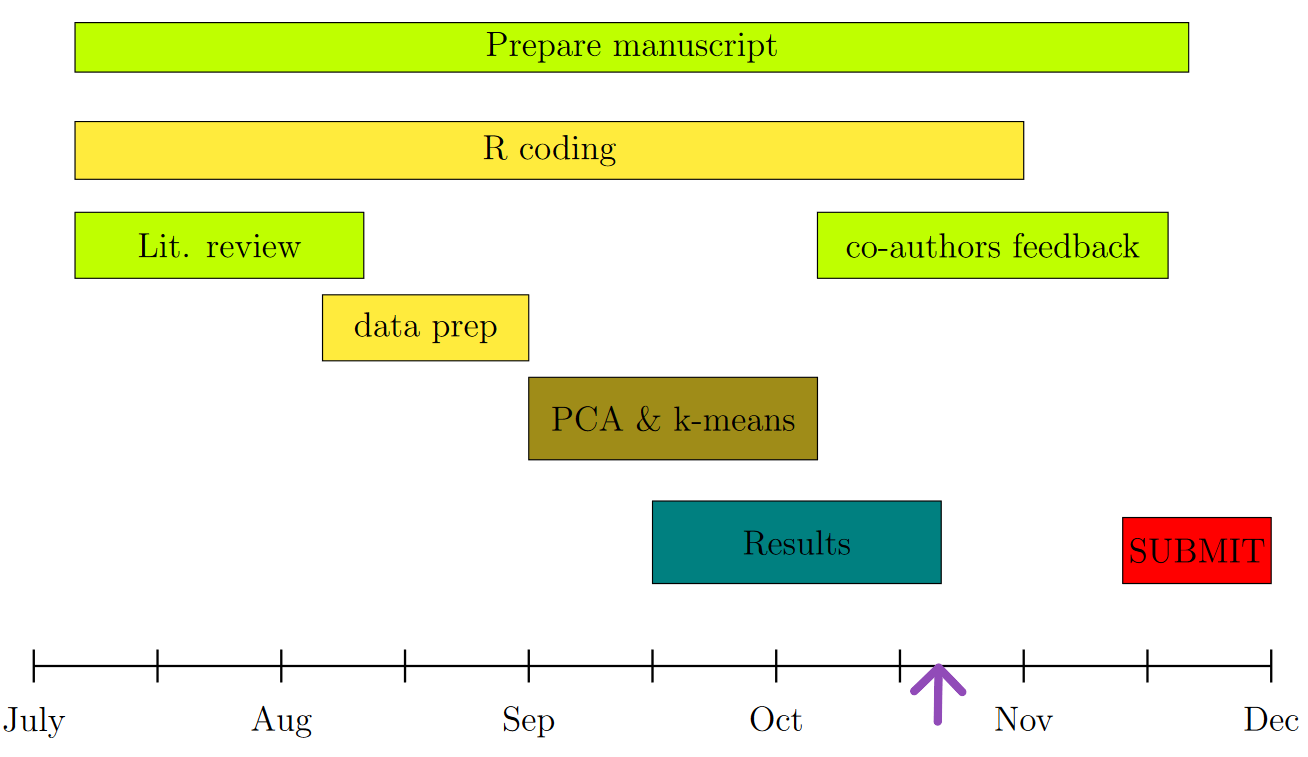 Prepare manuscript
R coding
Lit. review
co-authors feedback
data prep
PCA & k-means
Results
SUBMIT
July
Aug
Sep
Oct
Nov
Dec